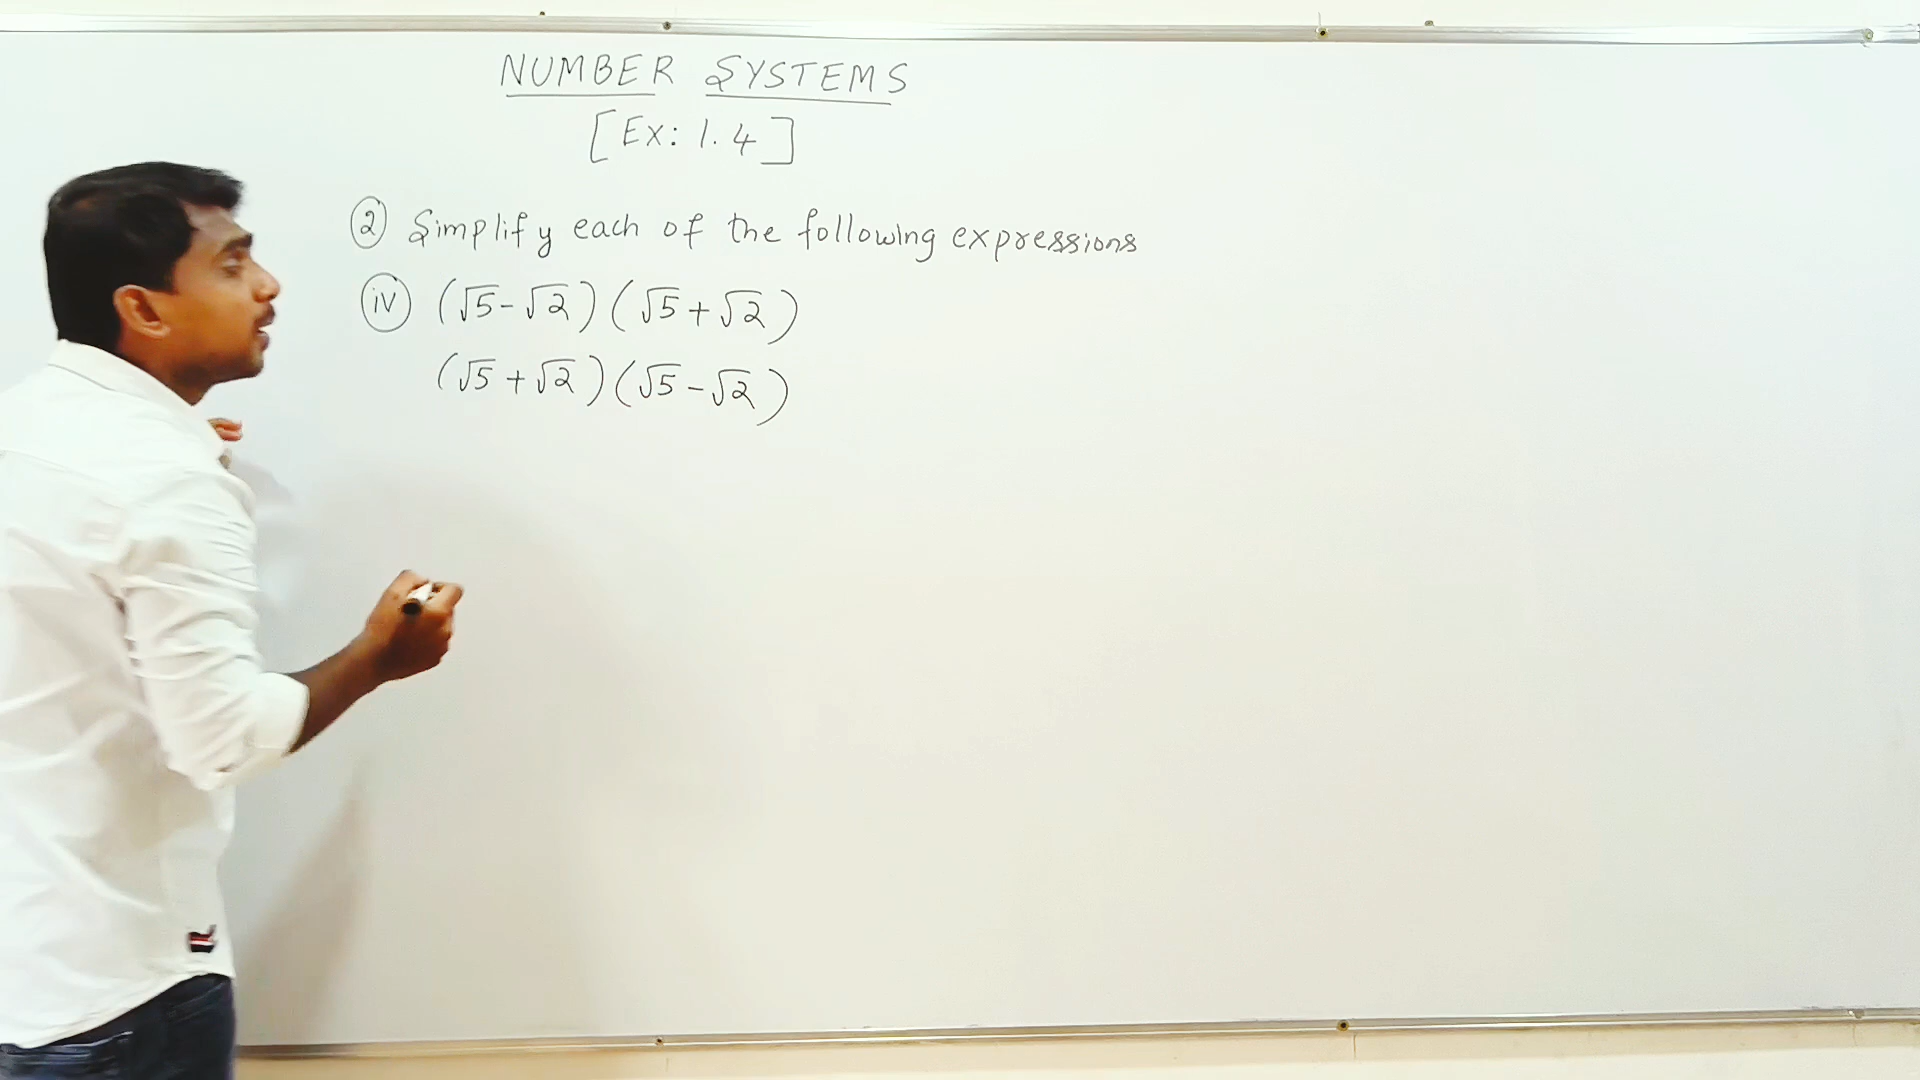 NUMBER SYSTEMS
[Ex: 1.4]
② Simplify each of the following expressions
(iv) (√5-√2)(√5+√2)
(√5+√2)(√5-√2)